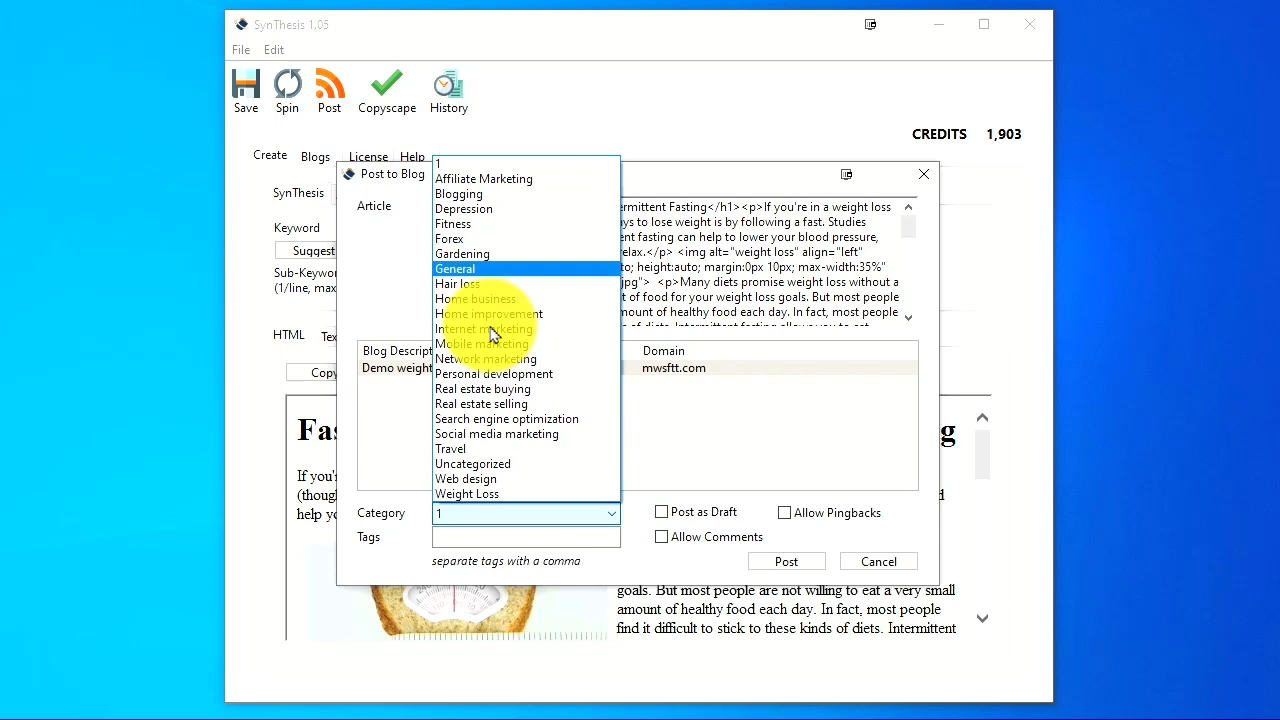 SynThesis 1.05
File Edit
Save Spin Post Copyscape History
CREDITS 1,903
Create Blogs License Help
SynThesis
Keyword
Suggest
Sub-Keywo
(1/line, max
HTML Tex
Copy
Post to Blog
Article
ermittent Fasting</h1><p>If you're in a weight loss
ys to lose weight is by following a fast. Studies
ent fasting can help to lower your blood pressure,
elax.</p> <img alt="weight loss" align="left"
to; height:auto; margin:0px 10px; max-width:35%"
jpg"> <p>Many diets promise weight loss without a
t of food for your weight loss goals. But most people
mount of healthy food each day. In fact, most people
1
Affiliate Marketing
Blogging
Depression
Fitness
Forex
Gardening
General
Hair loss
Home business
Home improvement
Internet marketing
Mobile marketing
Network marketing
Personal development
Real estate buying
Real estate selling
Search engine optimization
Social media marketing
Travel
Uncategorized
Web design
Weight Loss
Blog Descript Domain
Demo weight mwsftt.com
Category 1
Tags
separate tags with a comma
Post as Draft Allow Pingbacks
Allow Comments
Post Cancel
Fas g
If you'r
(thoug d
help yo
goals. But most people are not willing to eat a very small
amount of healthy food each day. In fact, most people
find it difficult to stick to these kinds of diets. Intermittent